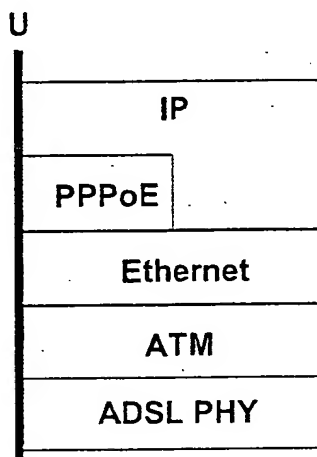 U
IP
PPPoE
Ethernet
ATM
ADSL PHY